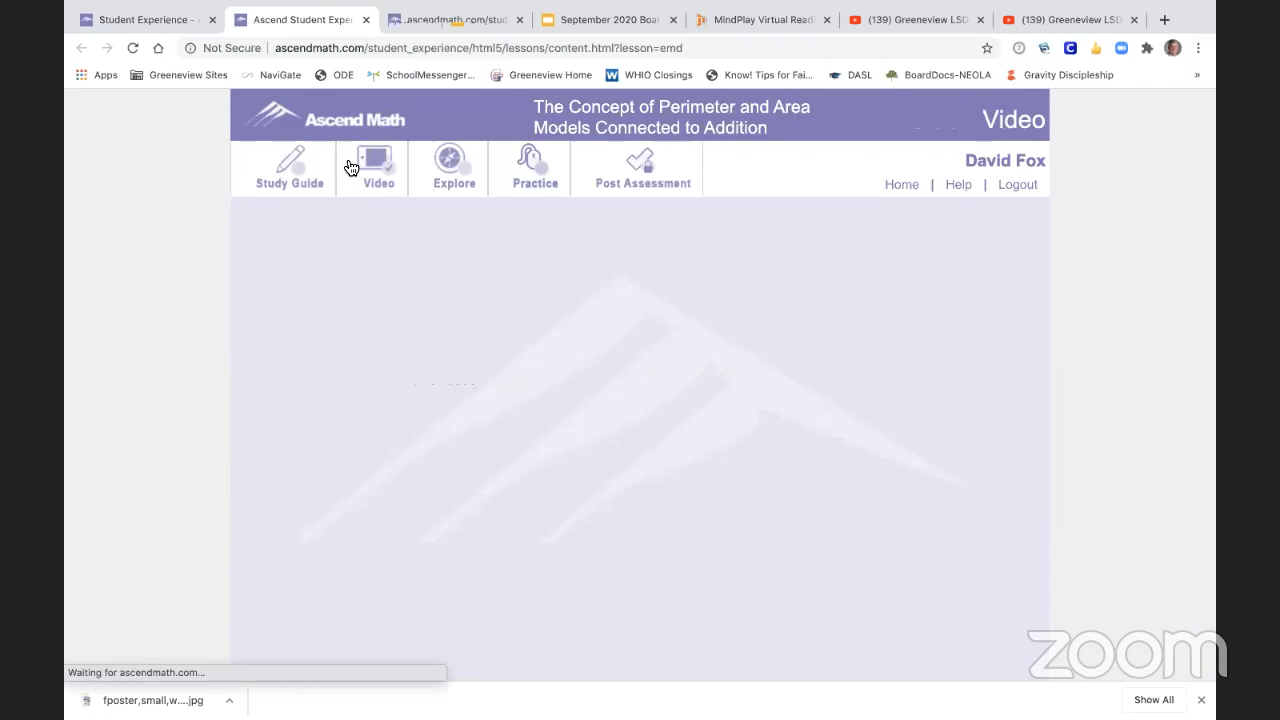 Student Experience -
Ascend Student Expe
.ascendmath.com/stud
September 2020 Boa
MindPlay Virtual Readi
(139) Greeneview LSD
(139) Greeneview LSD
Not Secure | ascendmath.com/student_experience/html5/lessons/content.html?lesson=emd
Apps Greeneview Sites NaviGate ODE SchoolMessenger... Greeneview Home WHIO Closings Know! Tips for Fai... DASL BoardDocs-NEOLA Gravity Discipleship »
Ascend Math
The Concept of Perimeter and Area
Models Connected to Addition
Video
Study Guide Video Explore Practice Post Assessment
David Fox
Home | Help | Logout
zoom
Waiting for ascendmath.com...
fposter,small,w....jpg
Show All